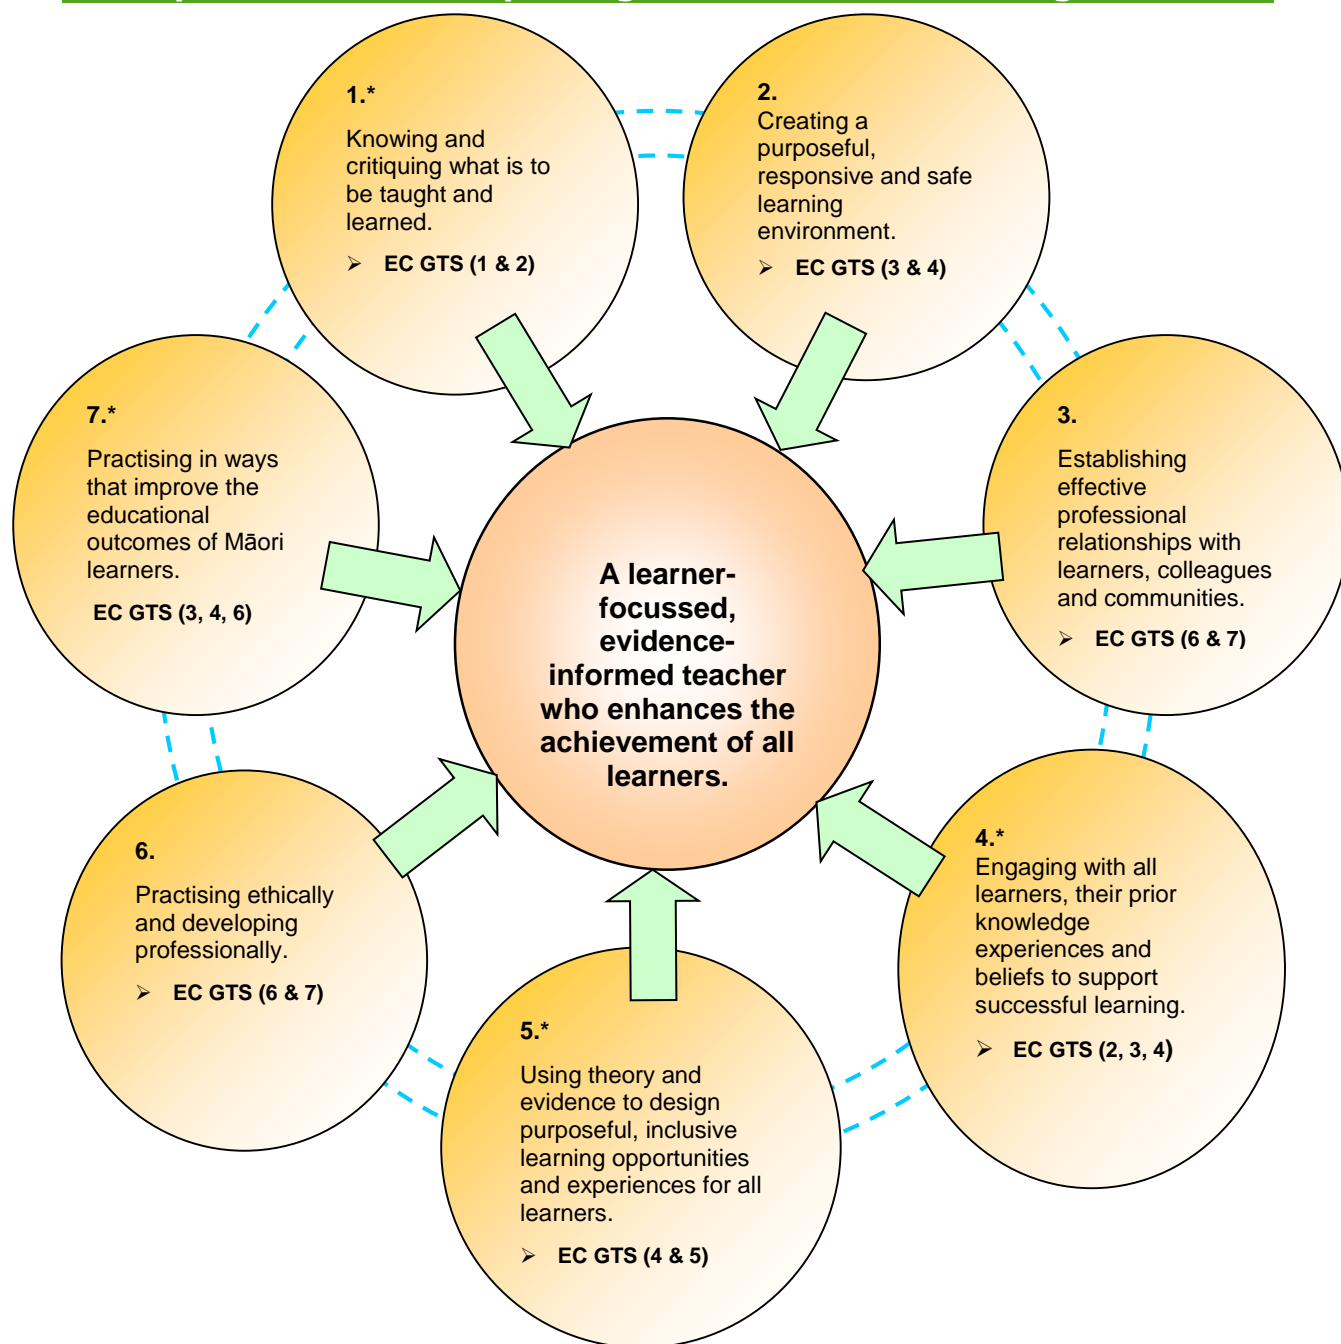 1.*
Knowing and
critiquing what is to
be taught and
learned.
➢ EC GTS (1 & 2)
2.
Creating a
purposeful,
responsive and safe
learning
environment.
➢ EC GTS (3 & 4)
3.
Establishing
effective
professional
relationships with
learners, colleagues
and communities.
➢ EC GTS (6 & 7)
4.*
Engaging with all
learners, their prior
knowledge
experiences and
beliefs to support
successful learning.
➢ EC GTS (2, 3, 4)
5.*
Using theory and
evidence to design
purposeful, inclusive
learning opportunities
and experiences for all
learners.
➢ EC GTS (4 & 5)
6.
Practising ethically
and developing
professionally.
➢ EC GTS (6 & 7)
7.*
Practising in ways
that improve the
educational
outcomes of Māori
learners.
EC GTS (3, 4, 6)
A learner-
focussed,
evidence-
informed teacher
who enhances the
achievement of all
learners.